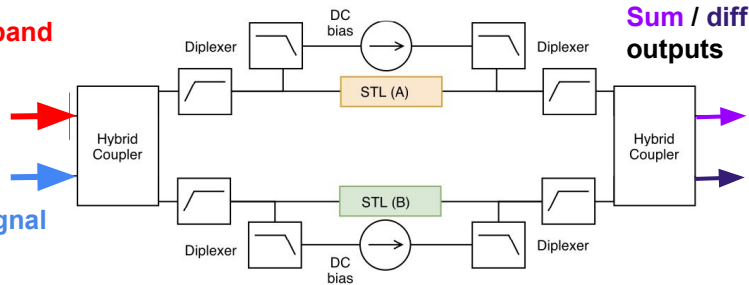 band
Sum / diff
outputs
Diplexer
DC
bias
Diplexer
STL (A)
Hybrid
Coupler
Hybrid
Coupler
STL (B)
gnal
Diplexer
DC
bias
Diplexer